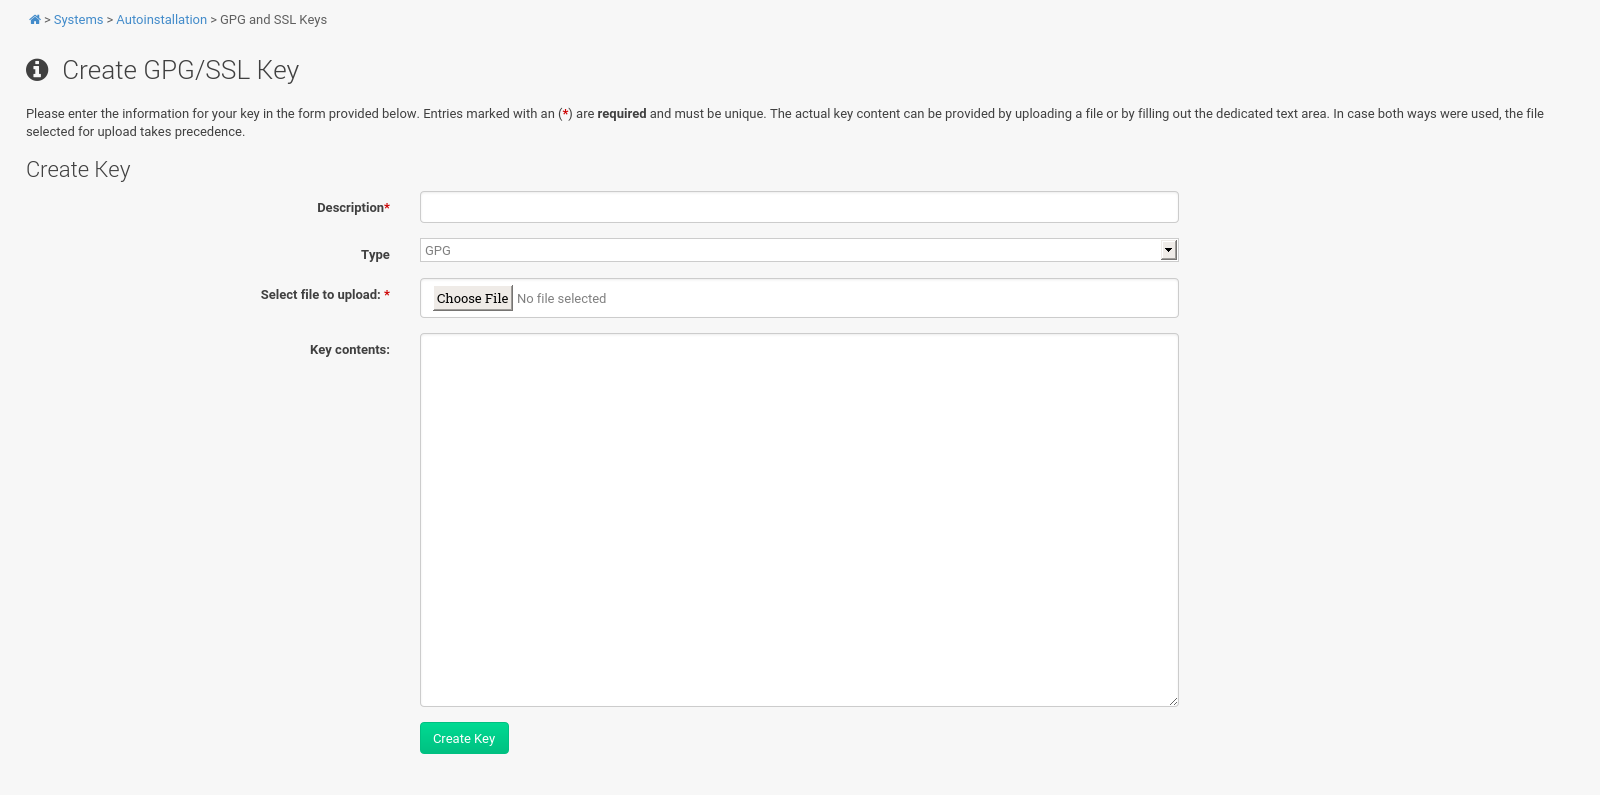 > Systems > Autoinstallation > GPG and SSL Keys
Create GPG/SSL Key
Please enter the information for your key in the form provided below. Entries marked with an (*) are required and must be unique. The actual key content can be provided by uploading a file or by filling out the dedicated text area. In case both ways were used, the file
selected for upload takes precedence.
Create Key
Description*
Type GPG
Select file to upload: * Choose File No file selected
Key contents:
Create Key